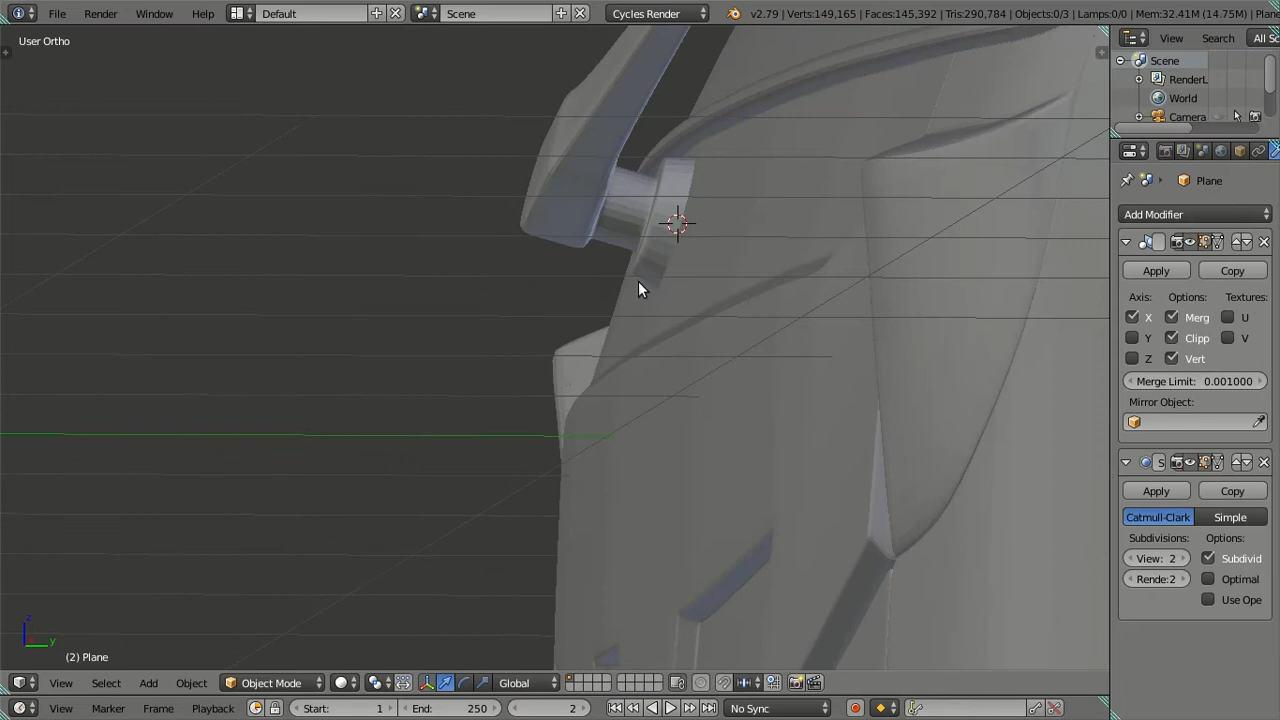 File Render Window Help Default Scene Cycles Render v2.79 | Verts:149,165 | Faces:145,392 | Tris:290,784 | Objects:0/3 | Lamps:0/0 | Mem:32.41M (14.75M) | Plane
User Ortho
View Search All Sc
Scene
RenderL
World
Camera
Plane
Add Modifier
Apply Copy
Axis: Options: Textures:
X Merg U
Y Clipp V
Z Vert
Merge Limit: 0.001000
Mirror Object:
S
Apply Copy
Catmull-Clark Simple
Subdivisions: Options:
View: 2 Subdivid
Rende:2 Optimal
Use Ope
z
y
(2) Plane
View Select Add Object Object Mode Global
View Marker Frame Playback Start: 1 End: 250 2 No Sync